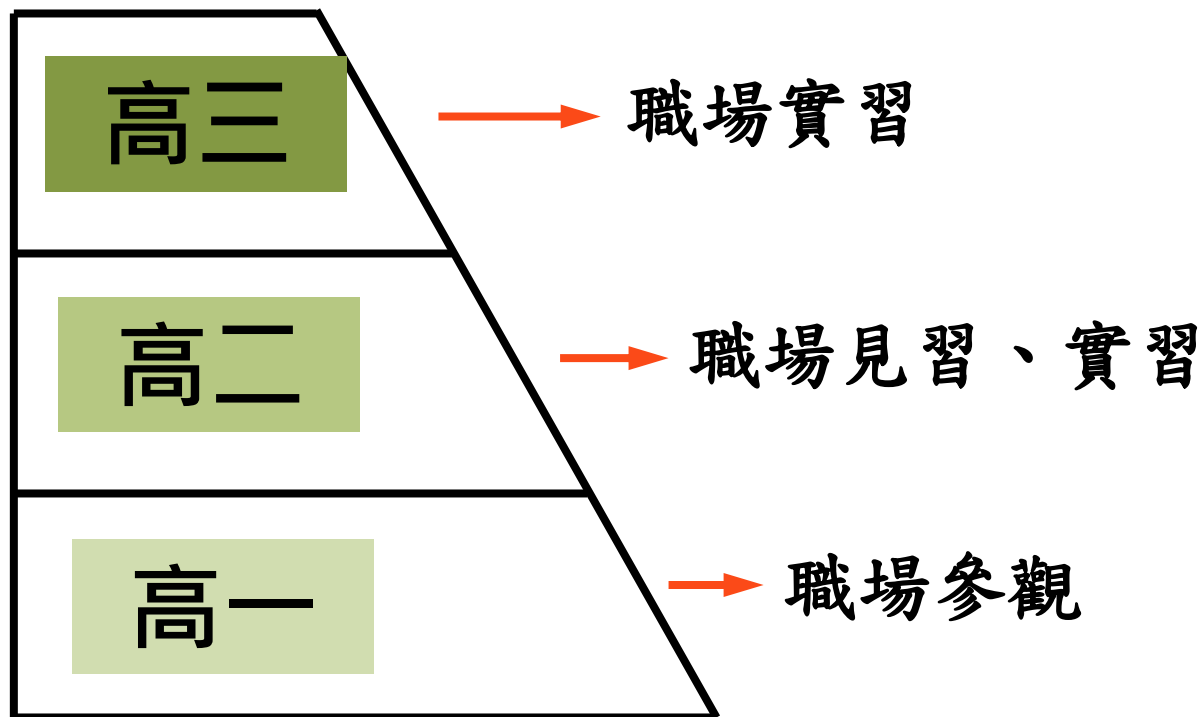 高三
職場實習
高二
職場見習、實習
高一
職場參觀